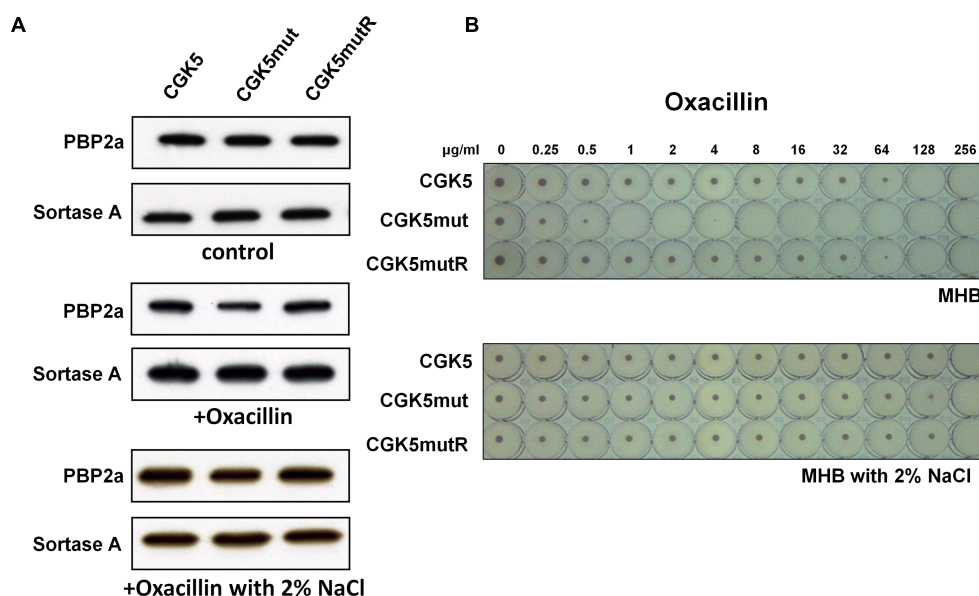 A
CGK5
CGK5mut
CGK5mutR
PBP2a
Sortase A
control
PBP2a
Sortase A
+Oxacillin
PBP2a
Sortase A
+Oxacillin with 2% NaCl
B
Oxacillin
µg/ml 0 0.25 0.5 1 2 4 8 16 32 64 128 256
CGK5
CGK5mut
CGK5mutR
MHB
CGK5
CGK5mut
CGK5mutR
MHB with 2% NaCl